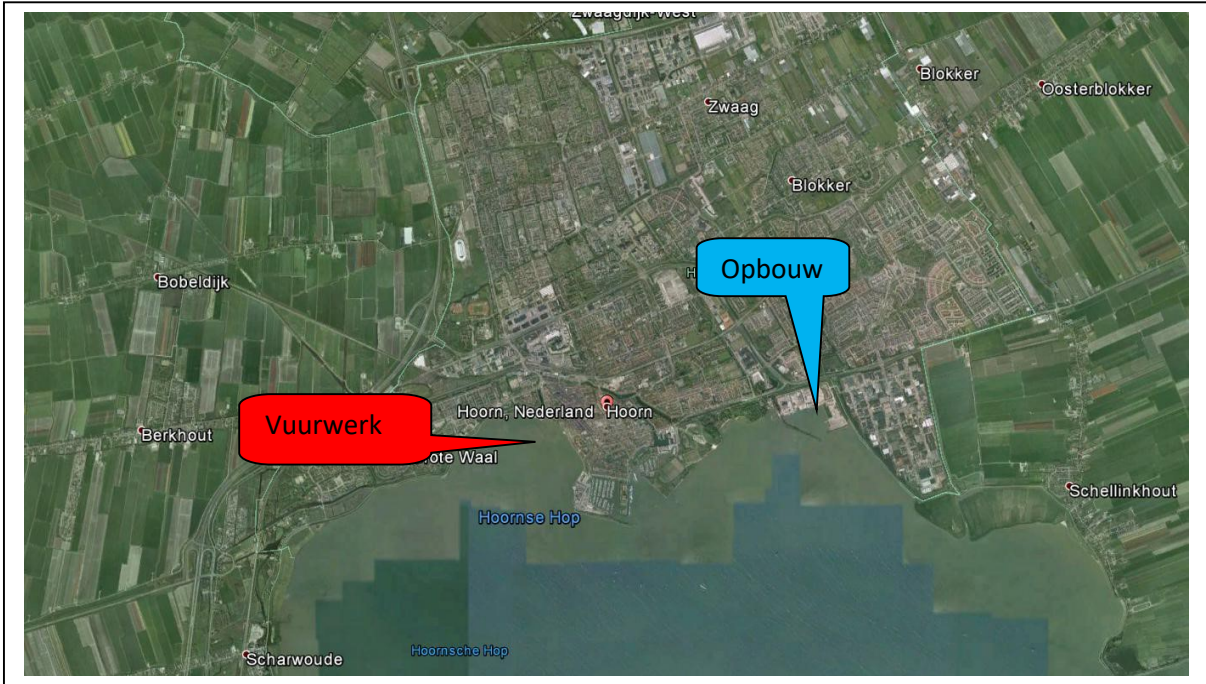 Zwaagdijk-West
Blokker
Oosterblokker
Zwaag
Blokker
Opbouw
H
Bobeldijk
Vuurwerk
Hoorn, Nederland
Hoorn
Berkhout
ote Waal
Schellinkhout
Hoornse Hop
Hoornsche Hop
Scharwoude